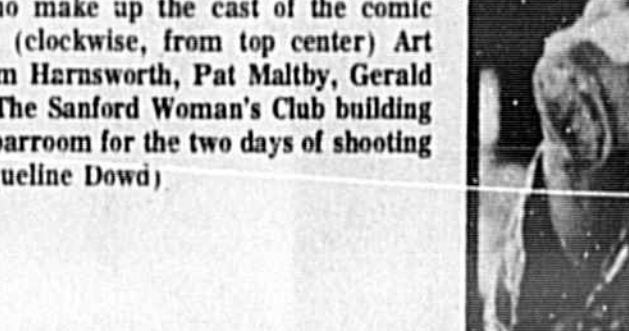 make up the cast of the comic
(clockwise, from top center) Art
Harnsworth, Pat Maltby, Gerald
The Sanford Woman's Club building
barroom for the two days of shooting
ueline Dowd)